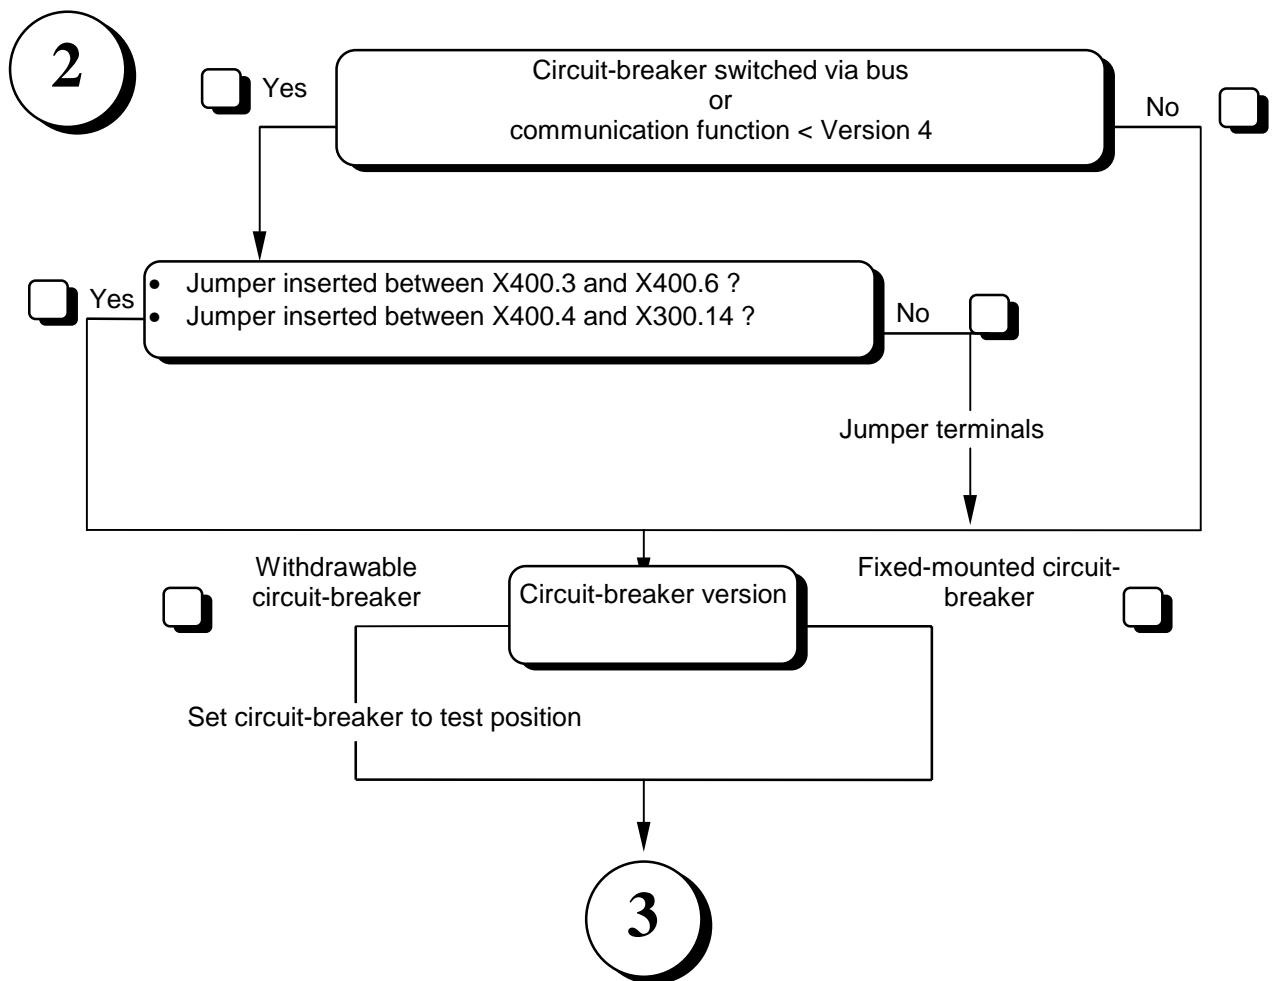 2
Yes
Circuit-breaker switched via bus
or
communication function < Version 4
No
Yes
• Jumper inserted between X400.3 and X400.6 ?
• Jumper inserted between X400.4 and X300.14 ?
No
Jumper terminals
Withdrawable
circuit-breaker
Circuit-breaker version
Fixed-mounted circuit-
breaker
Set circuit-breaker to test position
3